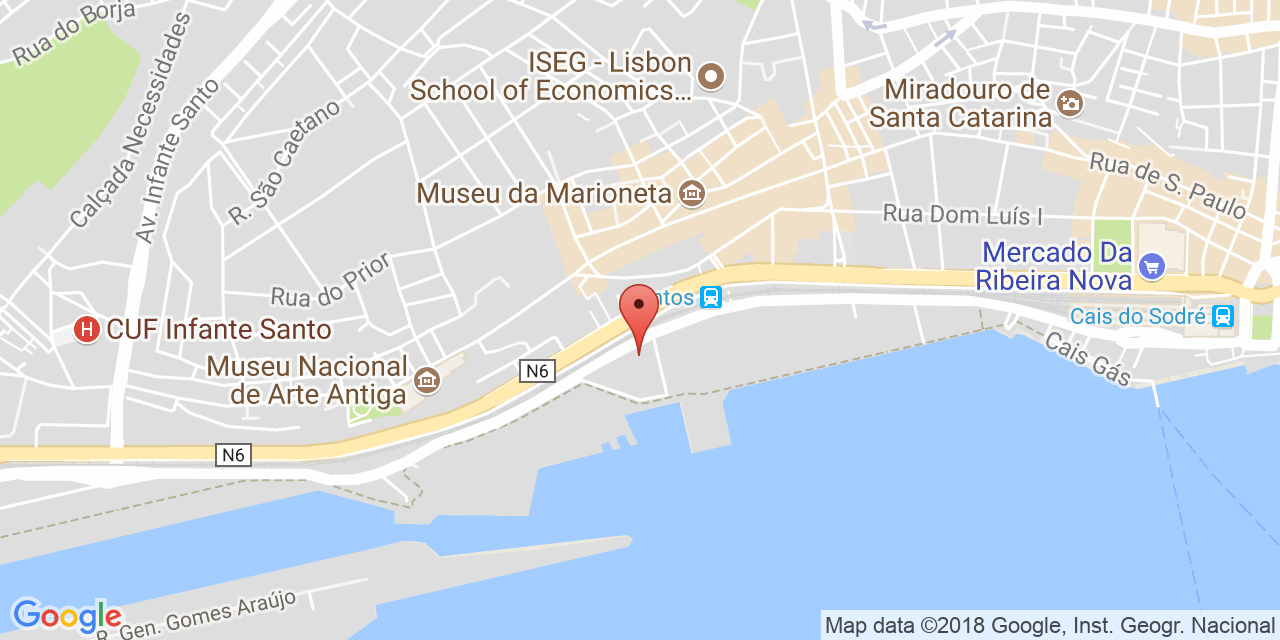 Rua do Borja
Calçada Necessidades
Av. Infante Santo
R. São Caetano
ISEG - Lisbon
School of Economics...
Miradouro de
Santa Catarina
Rua de S. Paulo
Museu da Marioneta
Rua Dom Luís I
Mercado Da
Ribeira Nova
Rua do Prior
ntos
Cais do Sodré
H CUF Infante Santo
Cais Gás
Museu Nacional
de Arte Antiga
N6
N6
R. Gen. Gomes Araújo
Google
Map data ©2018 Google, Inst. Geogr. Nacional